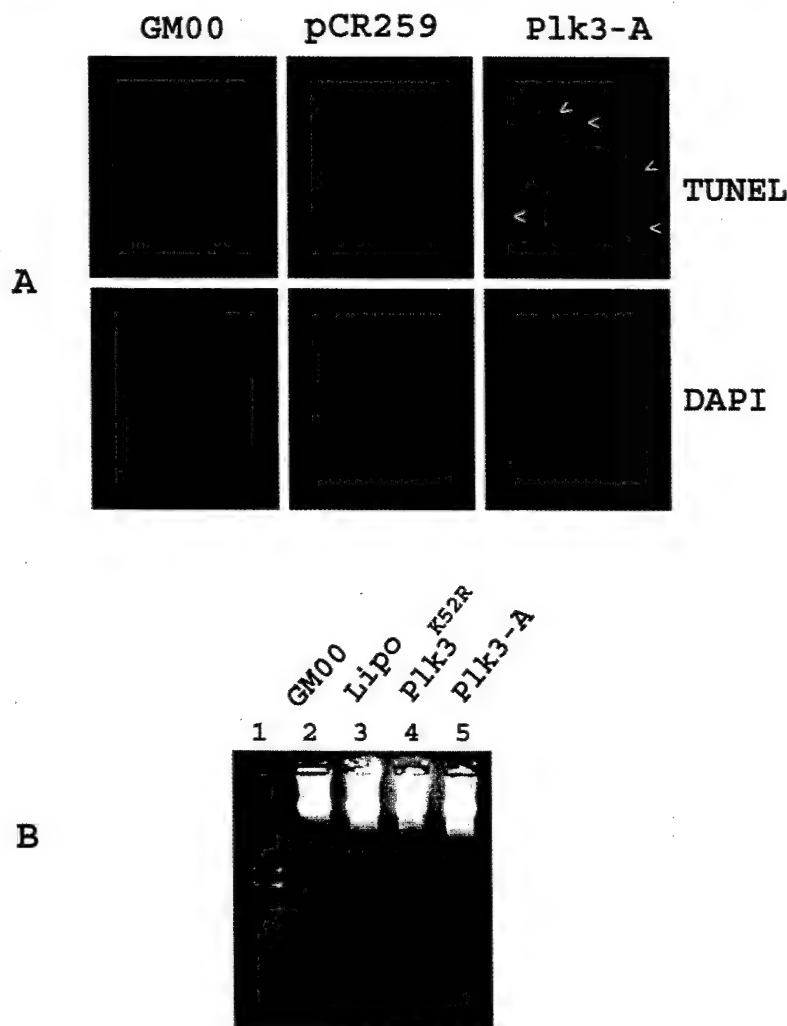 GM00 pCR259 Plk3-A
TUNEL
A
DAPI
GM00 Lipo Plk3K52R Plk3-A
1 2 3 4 5
B